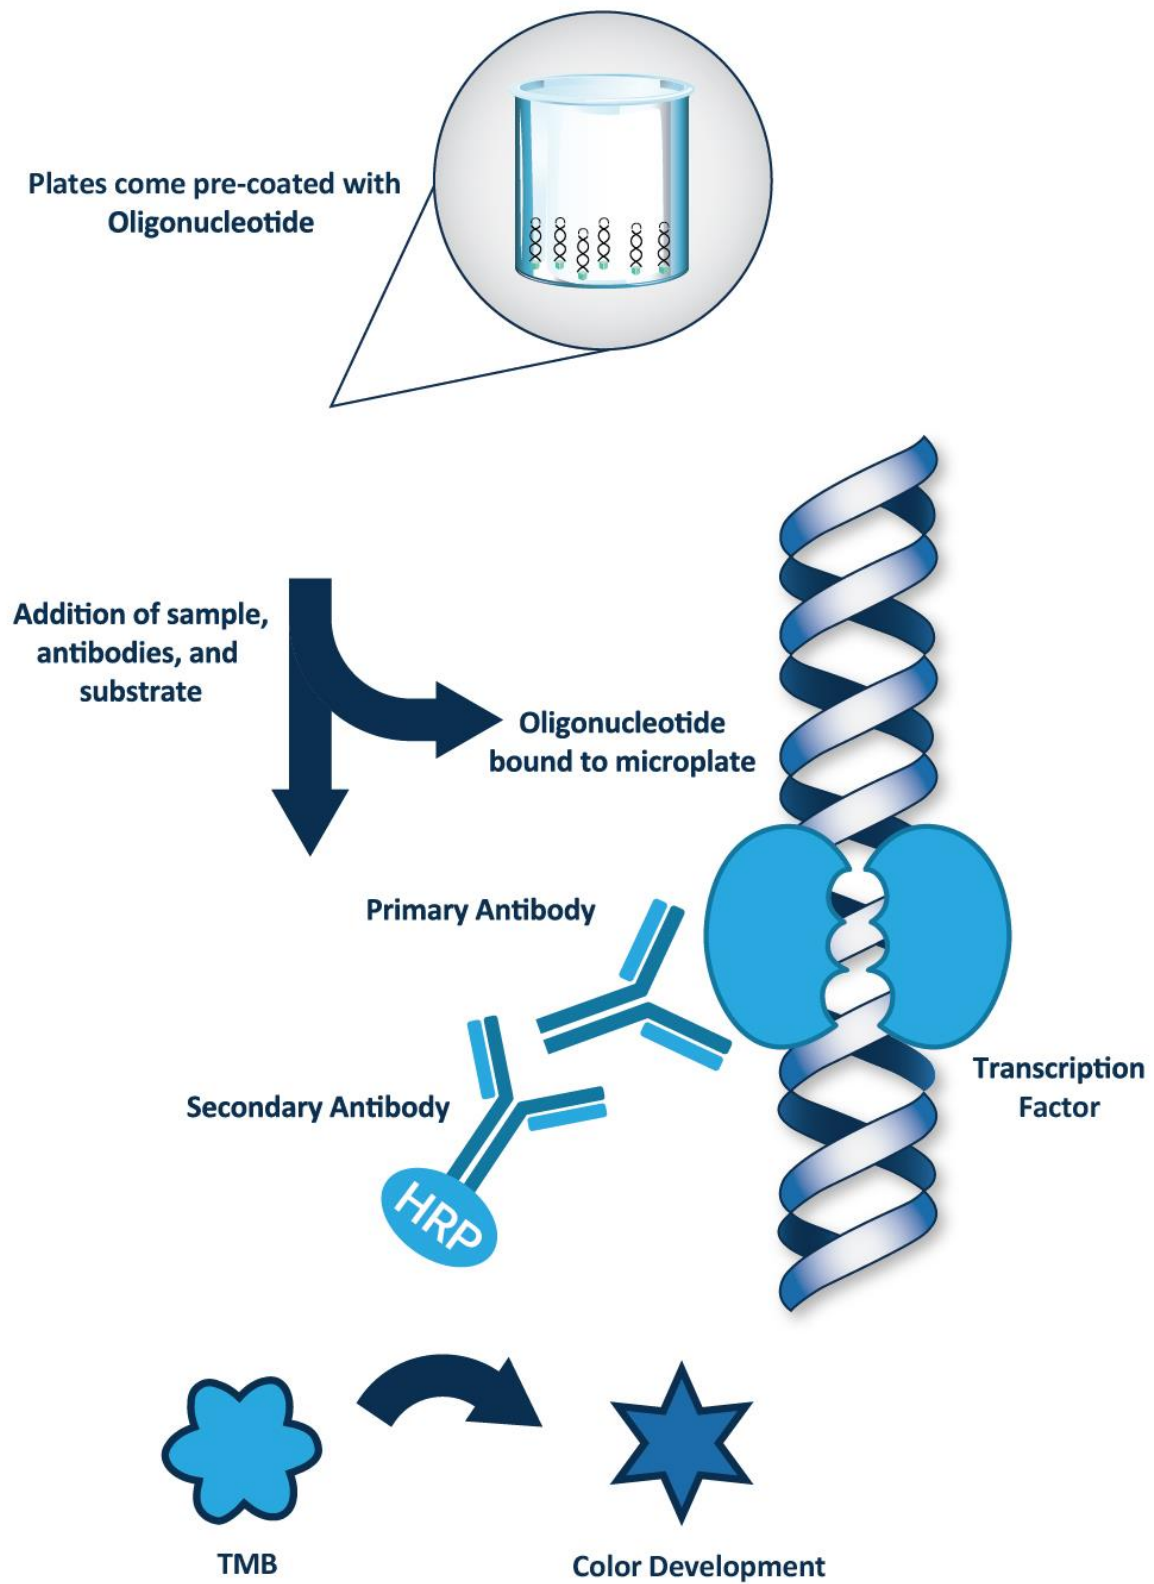 Plates come pre-coated with
Oligonucleotide
Addition of sample,
antibodies, and
substrate
Oligonucleotide
bound to microplate
Primary Antibody
Secondary Antibody
HRP
Transcription
Factor
TMB
Color Development